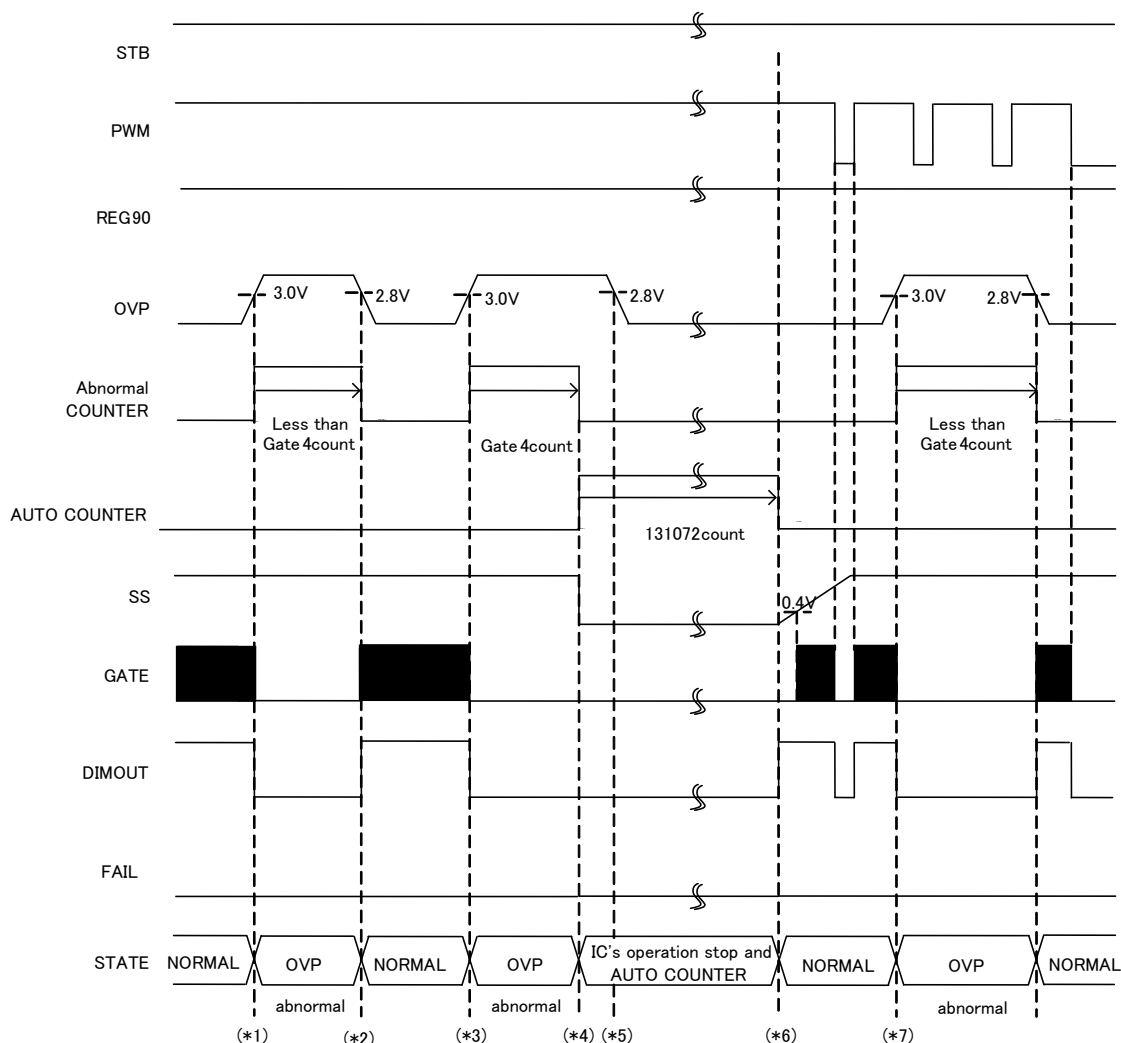 STB
PWM
REG90
OVP
3.0V
2.8V
3.0V
2.8V
3.0V
2.8V
Abnormal
COUNTER
Less than
Gate 4count
Gate 4count
Less than
Gate 4count
AUTO COUNTER
131072count
SS
0.4V
GATE
DIMOUT
FAIL
STATE
NORMAL
OVP
NORMAL
OVP
IC's operation stop and
AUTO COUNTER
NORMAL
OVP
NORMAL
abnormal
abnormal
abnormal
(*1)
(*2)
(*3)
(*4)
(*5)
(*6)
(*7)